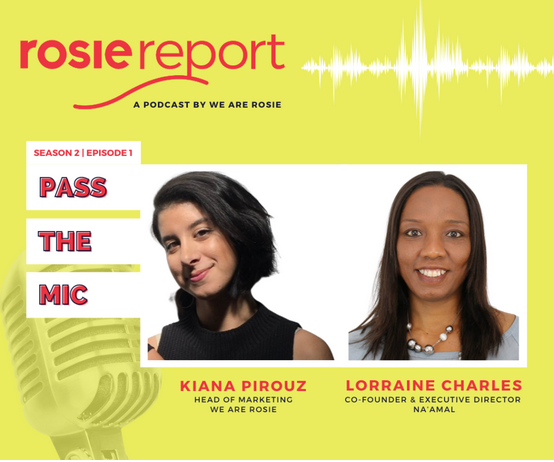 rosie report
A PODCAST BY WE ARE ROSIE
SEASON 2 | EPISODE 1
PASS
THE
MIC
KIANA PIROUZ
HEAD OF MARKETING
WE ARE ROSIE
LORRAINE CHARLES
CO-FOUNDER & EXECUTIVE DIRECTOR
NA'AMAL